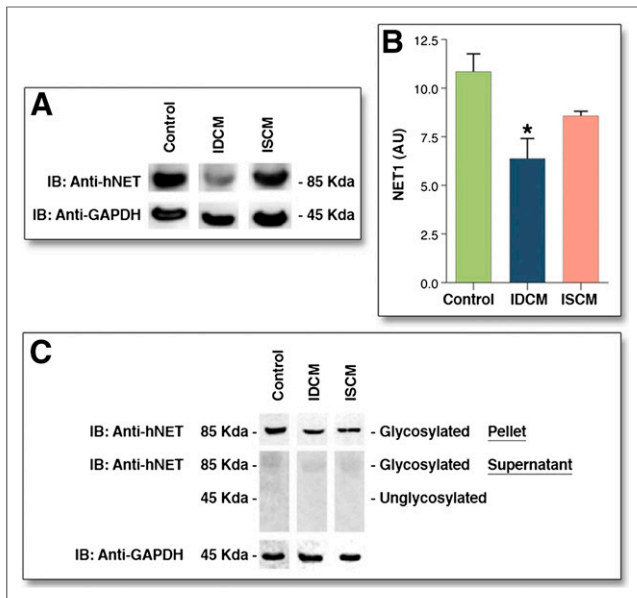 A
Control
IDCM
ISCM
IB: Anti-hNET - 85 Kda
IB: Anti-GAPDH - 45 Kda
B
NET1 (AU)
12.5
10.0
7.5
5.0
2.5
0.0
*
Control IDCM ISCM
C
Control
IDCM
ISCM
IB: Anti-hNET 85 Kda - - Glycosylated Pellet
IB: Anti-hNET 85 Kda - - Glycosylated Supernatant
45 Kda - - Unglycosylated
IB: Anti-GAPDH 45 Kda -